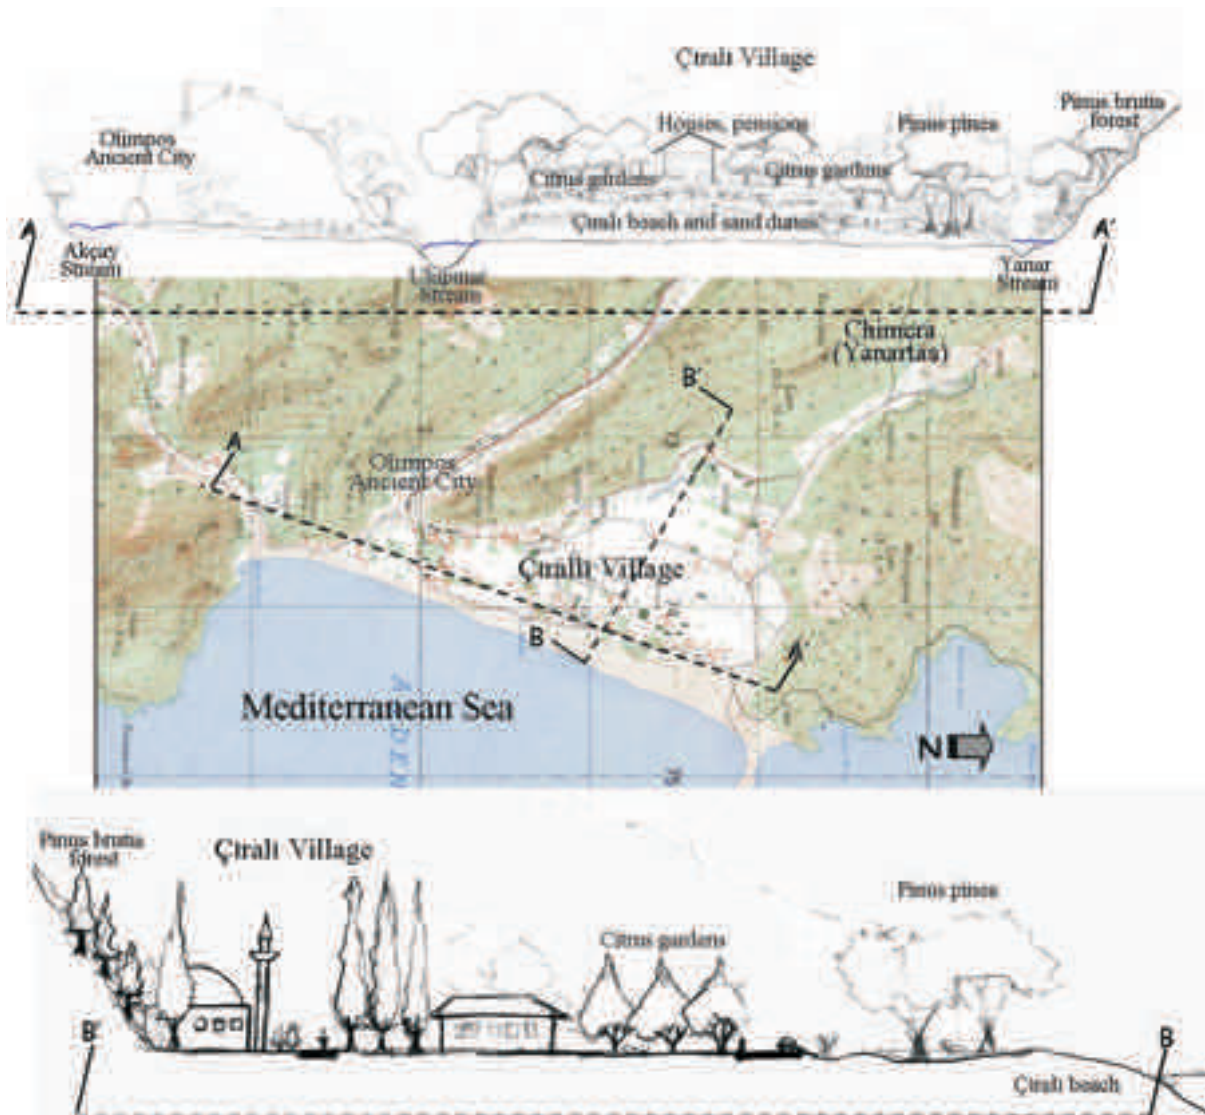 Çıralı Village
Pinus brutia
forest
Olimpos
Ancient City
Houses, pensions
Pinus pinea
Citrus gardens
Citrus gardens
Çıralı beach and sand dunes
A'
Akçay
Stream
Ulupınar
Stream
Yanar
Stream
Chimera
(Yanartaş)
B'
A
Olimpos
Ancient City
Çıralı Village
B
Mediterranean Sea
N
Pinus brutia
forest
Çıralı Village
Pinus pinea
Citrus gardens
B'
B
Çıralı beach